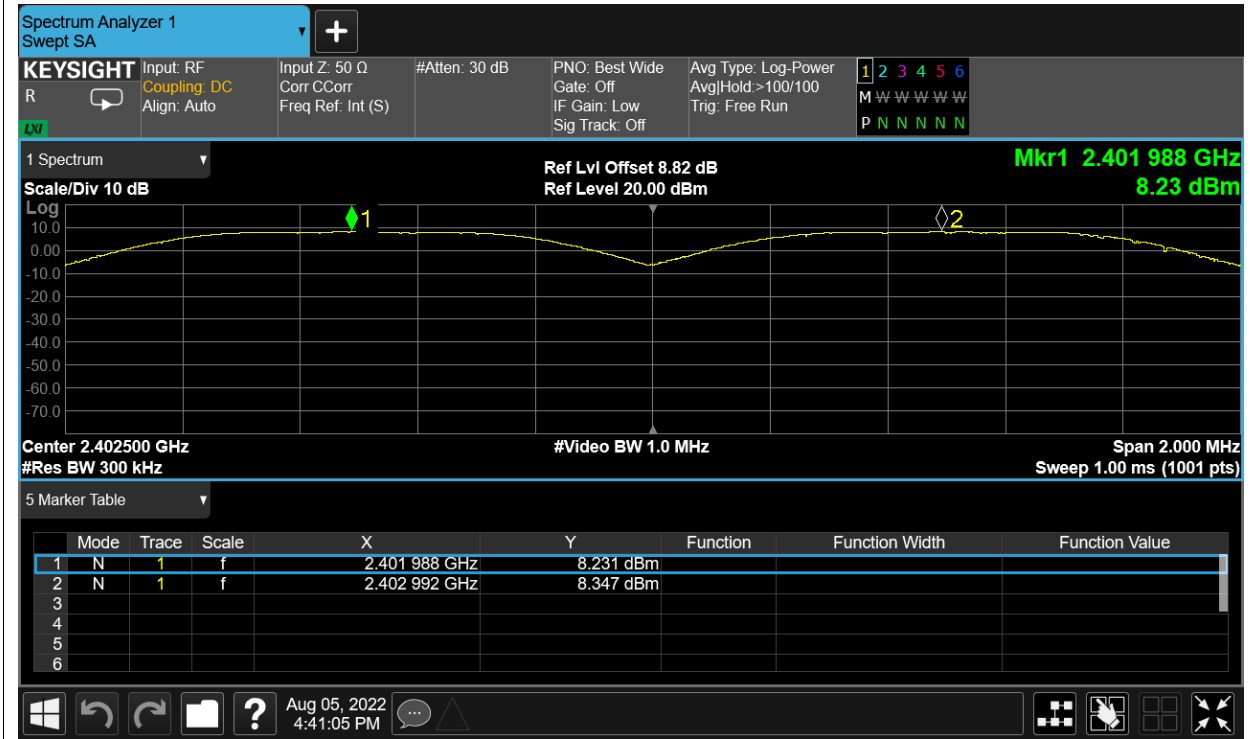 Spectrum Analyzer 1
Swept SA
+
KEYSIGHT Input: RF Input Z: 50 Ω #Atten: 30 dB PNO: Best Wide Avg Type: Log-Power 1 2 3 4 5 6
R Coupling: DC Corr CCorr Gate: Off Avg|Hold:>100/100 M W W W W W
Align: Auto Freq Ref: Int (S) IF Gain: Low Trig: Free Run
LXI Sig Track: Off P N N N N N
1 Spectrum Ref Lvl Offset 8.82 dB Mkr1 2.401 988 GHz
Scale/Div 10 dB Ref Level 20.00 dBm 8.23 dBm
Log
1 2
10.0
0.00
-10.0
-20.0
-30.0
-40.0
-50.0
-60.0
-70.0
Center 2.402500 GHz #Video BW 1.0 MHz Span 2.000 MHz
#Res BW 300 kHz Sweep 1.00 ms (1001 pts)
5 Marker Table
Mode Trace Scale X Y Function Function Width Function Value
1 N 1 f 2.401 988 GHz 8.231 dBm
2 N 1 f 2.402 992 GHz 8.347 dBm
3
4
5
6
? Aug 05, 2022
4:41:05 PM